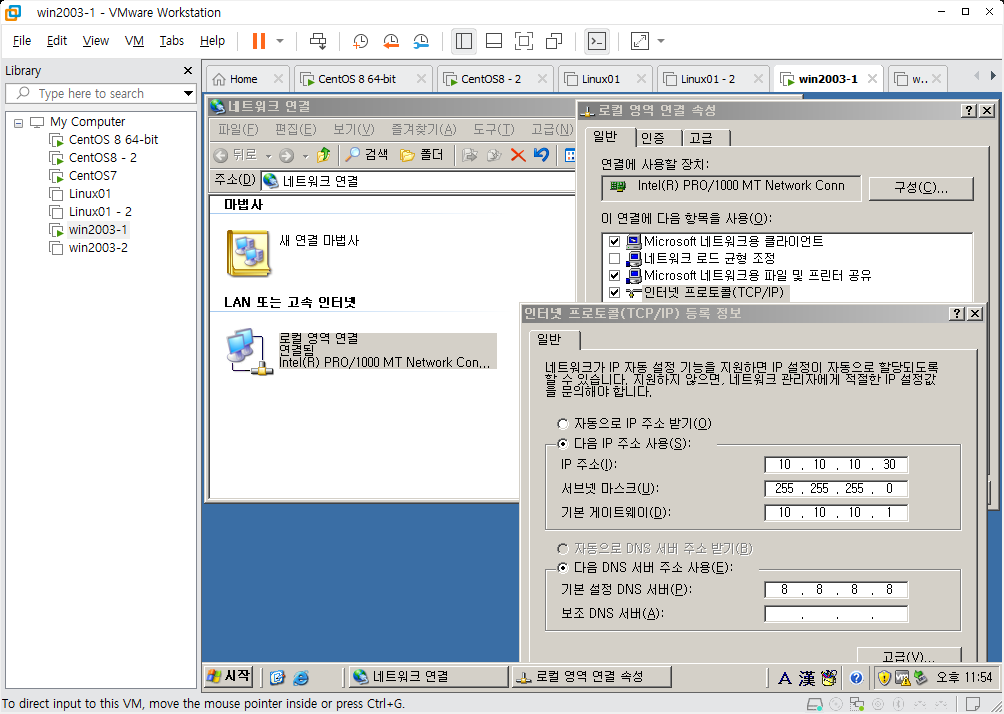 win2003-1 - VMware Workstation
File Edit View VM Tabs Help
Library
Type here to search
My Computer
CentOS 8 64-bit
CentOS8 - 2
CentOS7
Linux01
Linux01 - 2
win2003-1
win2003-2
Home CentOS 8 64-bit CentOS8 - 2 Linux01 Linux01 - 2 win2003-1 w...
네트워크 연결
파일(F) 편집(E) 보기(V) 즐겨찾기(A) 도구(T) 고급(N)
뒤로 검색 폴더
주소(D) 네트워크 연결
마법사
새 연결 마법사
LAN 또는 고속 인터넷
로컬 영역 연결
연결됨
Intel(R) PRO/1000 MT Network Con...
로컬 영역 연결 속성
일반 인증 고급
연결에 사용할 장치:
Intel(R) PRO/1000 MT Network Conn
구성(C)...
이 연결에 다음 항목을 사용(O):
Microsoft 네트워크용 클라이언트
네트워크 로드 균형 조정
Microsoft 네트워크용 파일 및 프린터 공유
인터넷 프로토콜(TCP/IP)
인터넷 프로토콜(TCP/IP) 등록 정보
일반
네트워크가 IP 자동 설정 기능을 지원하면 IP 설정이 자동으로 할당되도록
할 수 있습니다. 지원하지 않으면, 네트워크 관리자에게 적절한 IP 설정값
을 문의해야 합니다.
자동으로 IP 주소 받기(O)
다음 IP 주소 사용(S):
IP 주소(I): 10 . 10 . 10 . 30
서브넷 마스크(U): 255 . 255 . 255 . 0
기본 게이트웨이(D): 10 . 10 . 10 . 1
자동으로 DNS 서버 주소 받기(B)
다음 DNS 서버 주소 사용(E):
기본 설정 DNS 서버(P): 8 . 8 . 8 . 8
보조 DNS 서버(A): . . .
고급(V)...
시작 네트워크 연결 로컬 영역 연결 속성 A 漢 오후 11:54
To direct input to this VM, move the mouse pointer inside or press Ctrl+G.